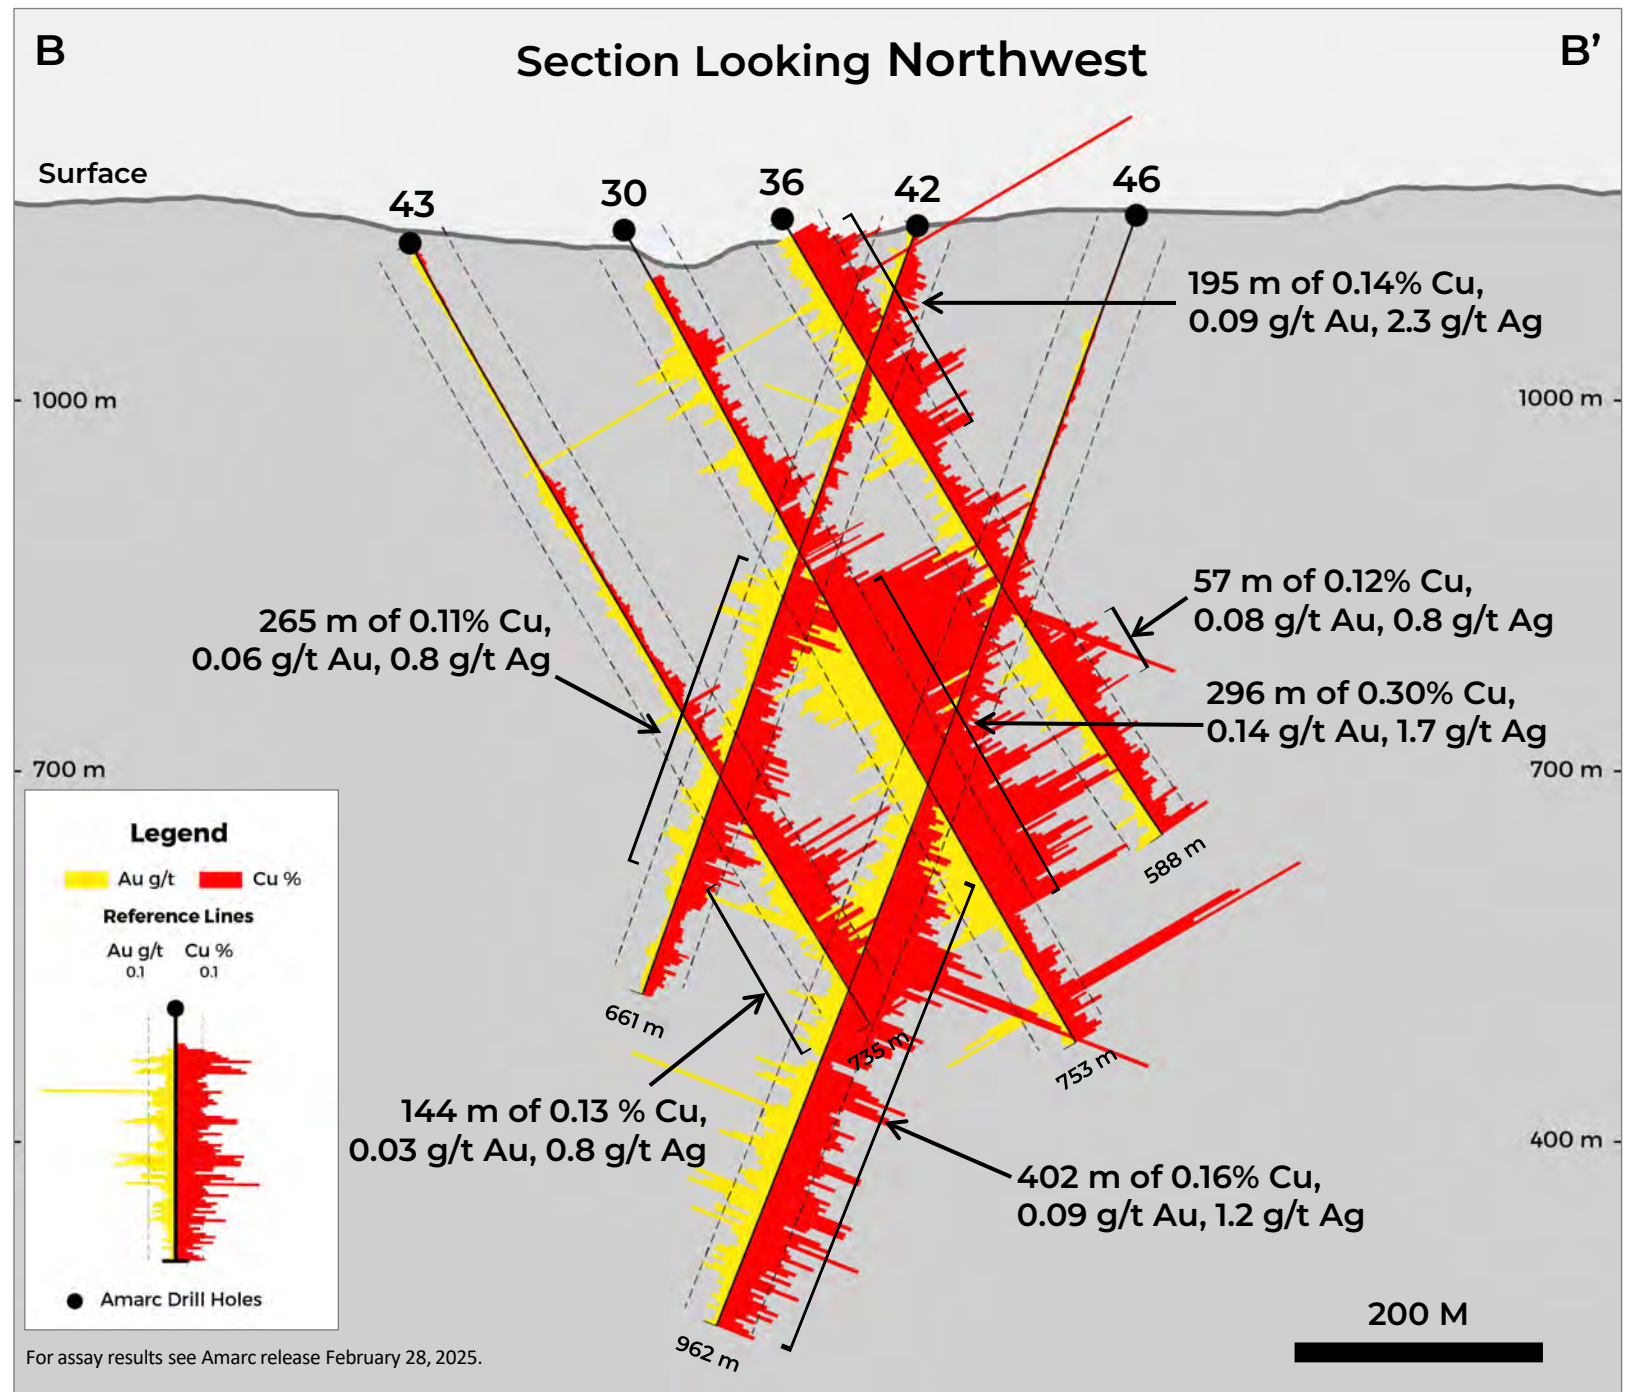 B
Section Looking Northwest
B’
Surface
43
30
36
42
46
195 m of 0.14% Cu,
0.09 g/t Au, 2.3 g/t Ag
1000 m
1000 m
57 m of 0.12% Cu,
0.08 g/t Au, 0.8 g/t Ag
265 m of 0.11% Cu,
0.06 g/t Au, 0.8 g/t Ag
296 m of 0.30% Cu,
0.14 g/t Au, 1.7 g/t Ag
700 m
700 m
588 m
661 m
735 m
753 m
144 m of 0.13 % Cu,
0.03 g/t Au, 0.8 g/t Ag
400 m
402 m of 0.16% Cu,
0.09 g/t Au, 1.2 g/t Ag
962 m
Legend
Au g/t
Cu %
Reference Lines
Au g/t Cu %
0.1 0.1
Amarc Drill Holes
200 M
For assay results see Amarc release February 28, 2025.